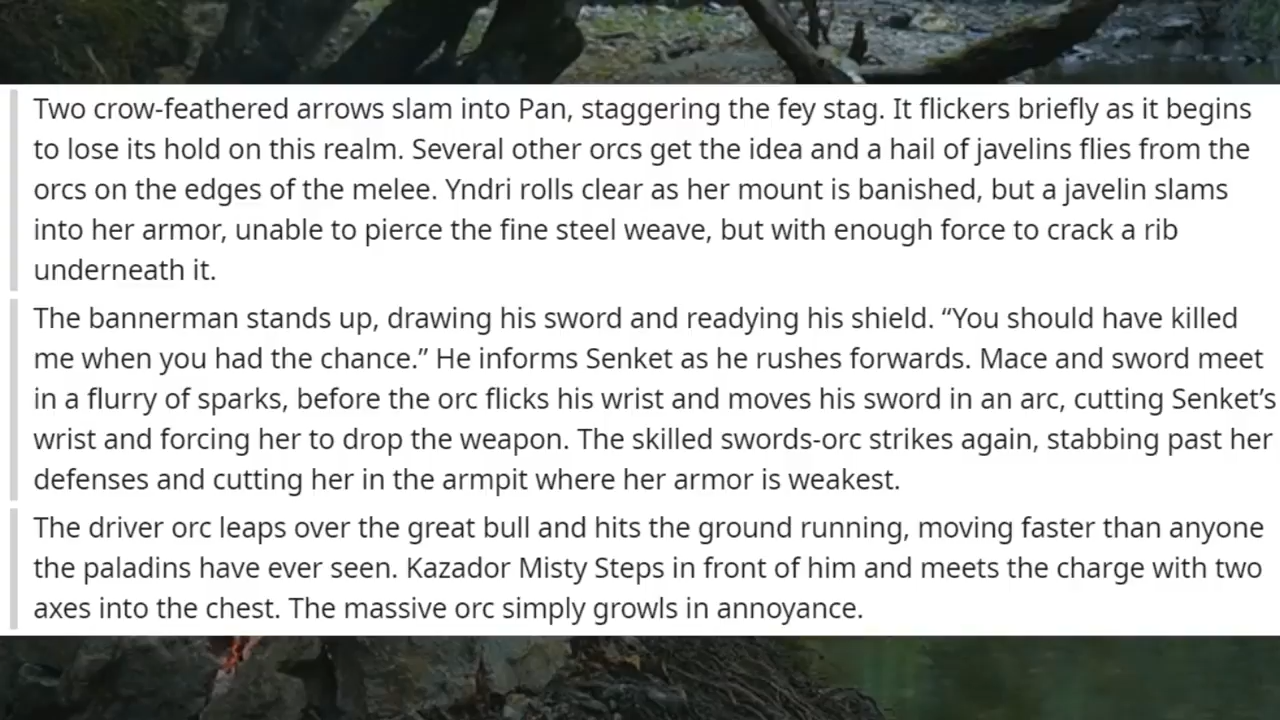 Two crow-feathered arrows slam into Pan, staggering the fey stag. It flickers briefly as it begins
to lose its hold on this realm. Several other orcs get the idea and a hail of javelins flies from the
orcs on the edges of the melee. Yndri rolls clear as her mount is banished, but a javelin slams
into her armor, unable to pierce the fine steel weave, but with enough force to crack a rib
underneath it.
The bannerman stands up, drawing his sword and readying his shield. “You should have killed
me when you had the chance.” He informs Senket as he rushes forwards. Mace and sword meet
in a flurry of sparks, before the orc flicks his wrist and moves his sword in an arc, cutting Senket’s
wrist and forcing her to drop the weapon. The skilled swords-orc strikes again, stabbing past her
defenses and cutting her in the armpit where her armor is weakest.
The driver orc leaps over the great bull and hits the ground running, moving faster than anyone
the paladins have ever seen. Kazador Misty Steps in front of him and meets the charge with two
axes into the chest. The massive orc simply growls in annoyance.